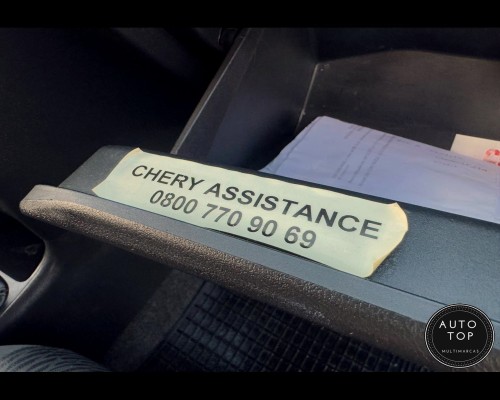 CHERY ASSISTANCE
0800 770 90 69
AUTO
TOP
MULTIMARCAS